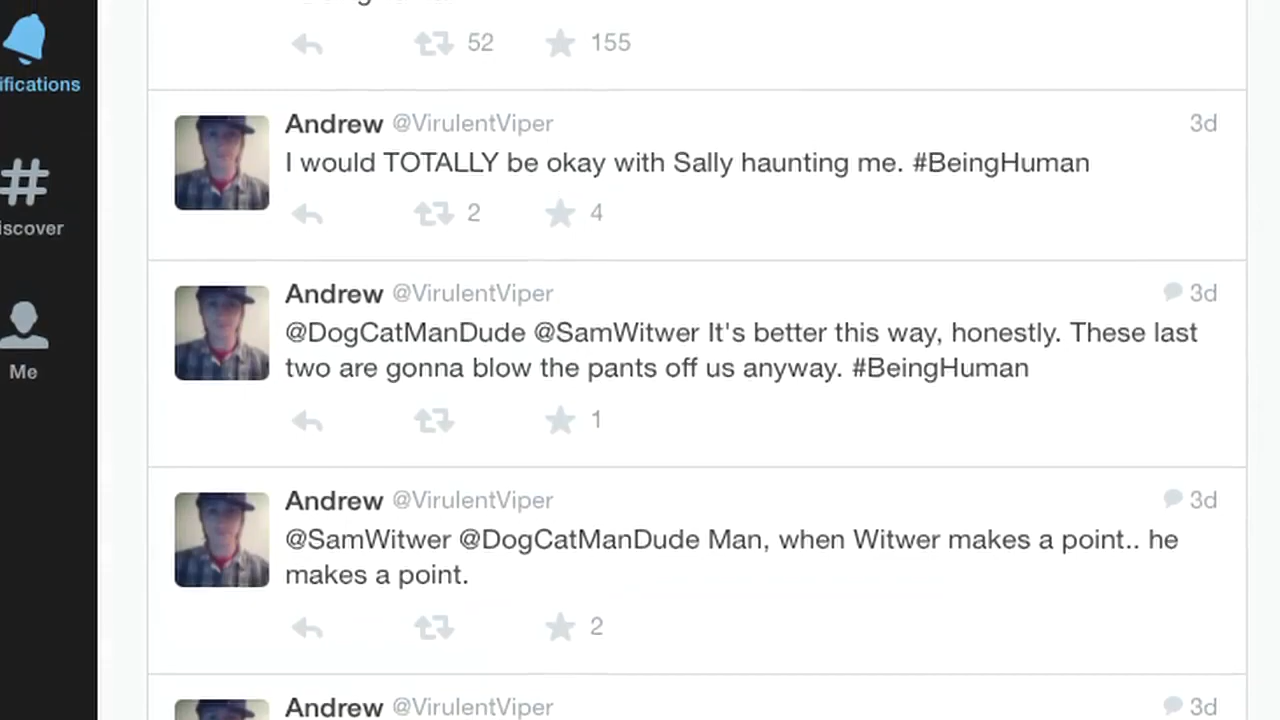 52 155
ifications
Andrew @VirulentViper 3d
I would TOTALLY be okay with Sally haunting me. #BeingHuman
2 4
iscover
Andrew @VirulentViper 3d
@DogCatManDude @SamWitwer It's better this way, honestly. These last
two are gonna blow the pants off us anyway. #BeingHuman
Me
1
Andrew @VirulentViper 3d
@SamWitwer @DogCatManDude Man, when Witwer makes a point.. he
makes a point.
2
Andrew @VirulentViper 3d